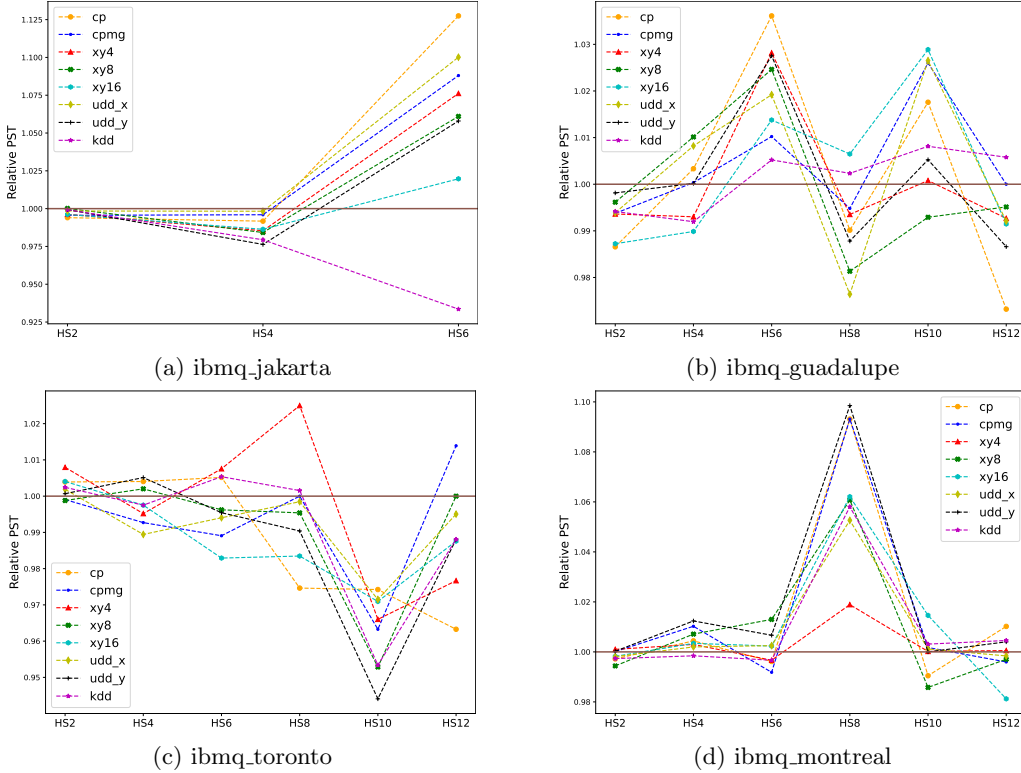 1.125
1.100
1.075
1.050
1.025
1.000
0.975
0.950
0.925
Relative PST
cp
cpmg
xy4
xy8
xy16
udd_x
udd_y
kdd
HS2 HS4 HS6
(a) ibmq_jakarta
1.03
1.02
1.01
1.00
0.99
0.98
Relative PST
cp
cpmg
xy4
xy8
xy16
udd_x
udd_y
kdd
HS2 HS4 HS6 HS8 HS10 HS12
(b) ibmq_guadalupe
1.02
1.01
1.00
0.99
0.98
0.97
0.96
0.95
Relative PST
cp
cpmg
xy4
xy8
xy16
udd_x
udd_y
kdd
HS2 HS4 HS6 HS8 HS10 HS12
(c) ibmq_toronto
1.10
1.08
1.06
1.04
1.02
1.00
0.98
Relative PST
cp
cpmg
xy4
xy8
xy16
udd_x
udd_y
kdd
HS2 HS4 HS6 HS8 HS10 HS12
(d) ibmq_montreal